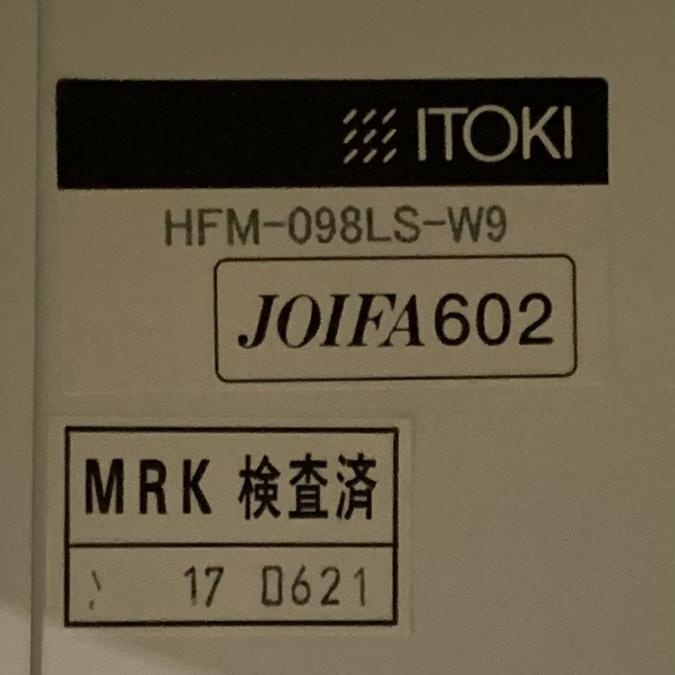 ITOKI
HFM-098LS-W9
JOIFA602
MRK 検査済
17 0621